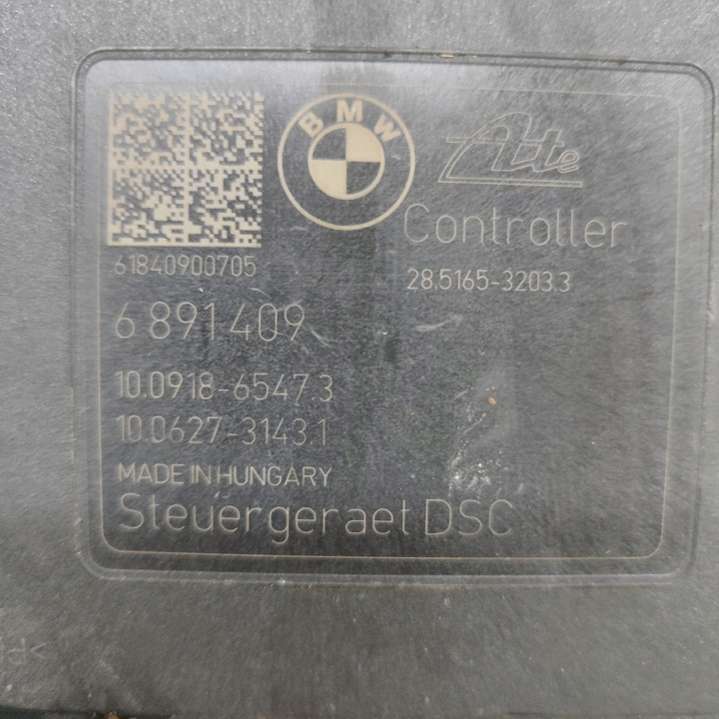 BMW
Ate
Controller
61840900705
28.5165-3203.3
6 891 409
10.0918-6547.3
10.0627-3143.1
MADE IN HUNGARY
Steuergeraet DSC